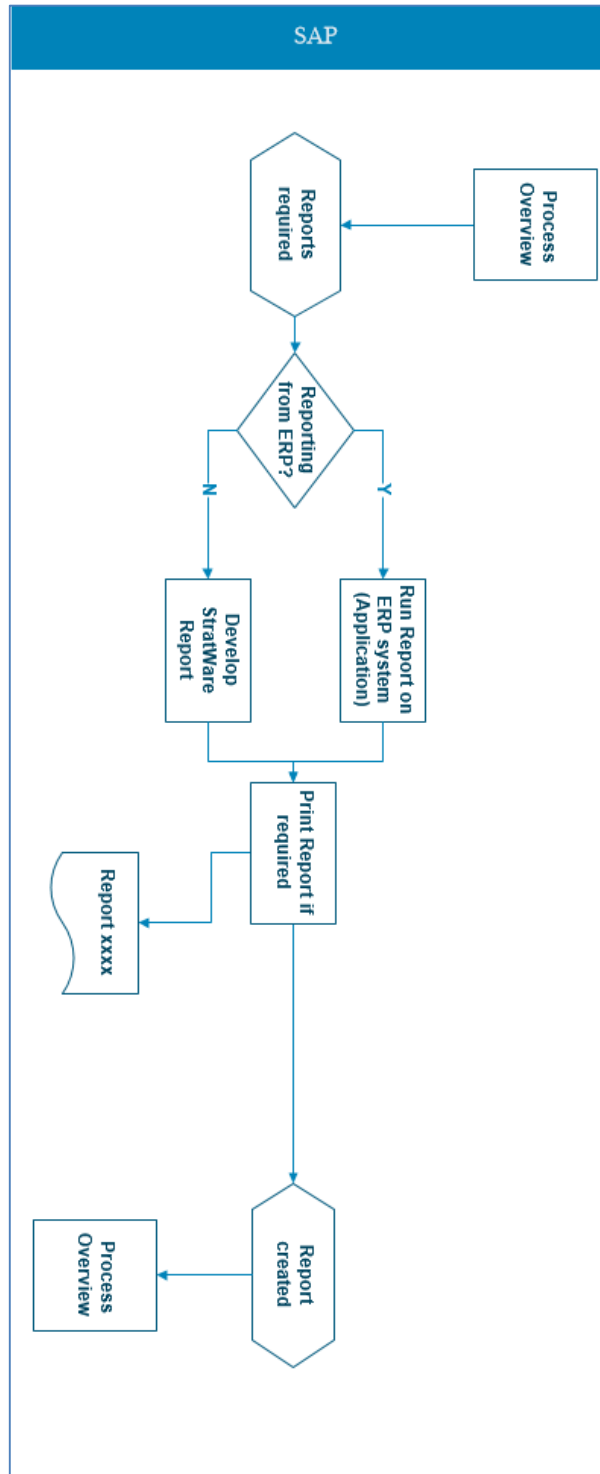 SAP
Process
Overview
Reports
required
Reporting
from ERP?
Y
N
Run Report on
ERP system
(Application)
Develop
StratWare
Report
Print Report if
required
Report xxxx
Report
created
Process
Overview